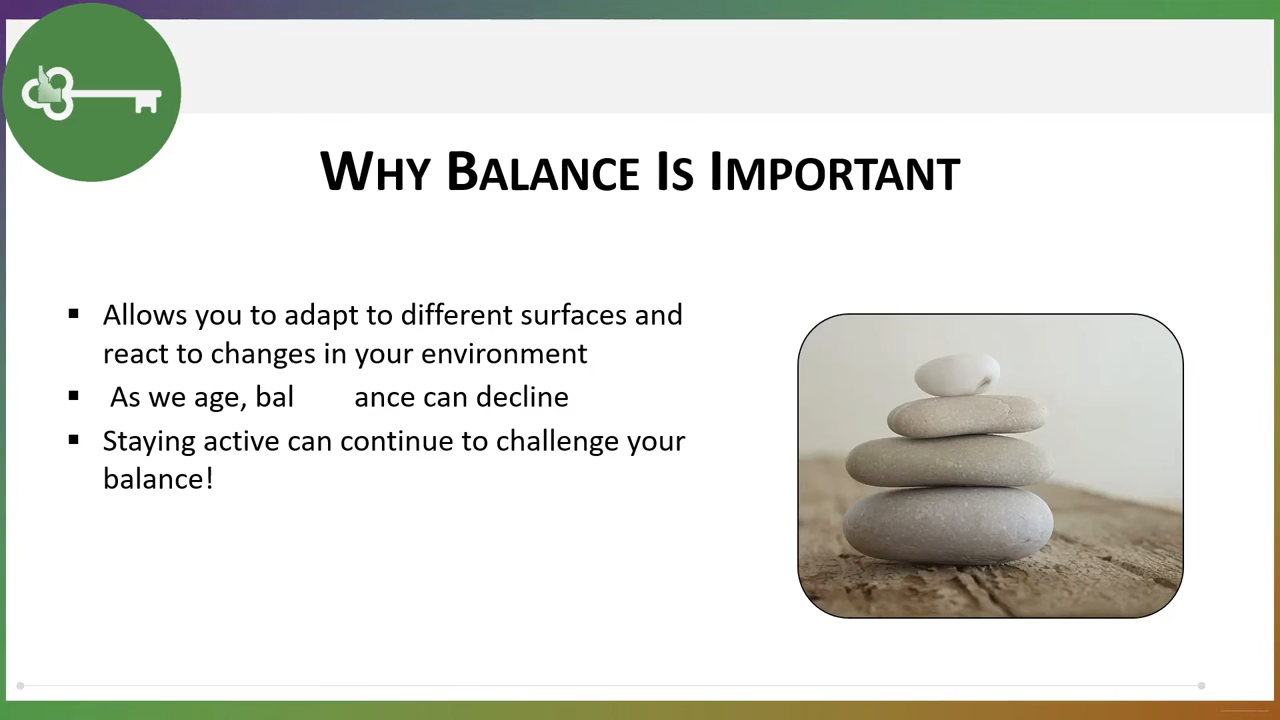 Why Balance Is Important
Allows you to adapt to different surfaces and
react to changes in your environment
As we age, bal ance can decline
Staying active can continue to challenge your
balance!